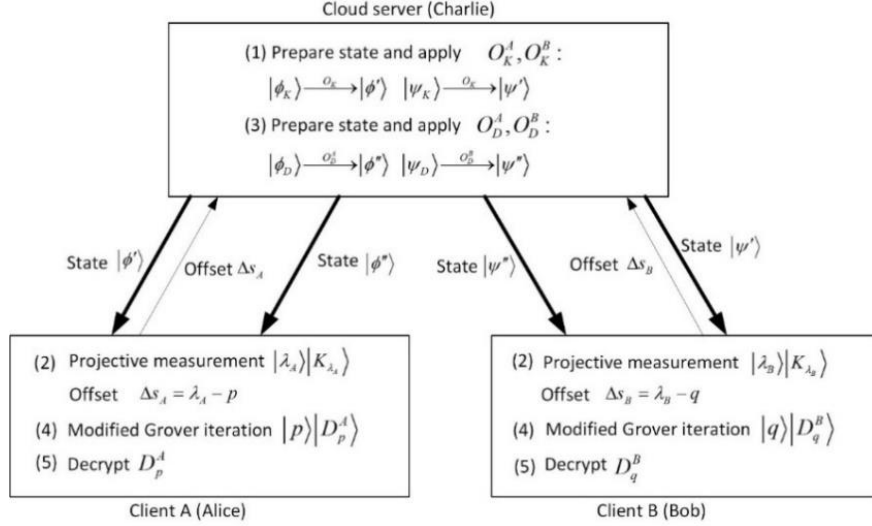 Cloud server (Charlie)
(1) Prepare state and apply O_K^A, O_K^B :
|ϕ_K⟩ —O_K→ |ϕ'⟩ |ψ_K⟩ —O_K→ |ψ'⟩
(3) Prepare state and apply O_D^A, O_D^B :
|ϕ_D⟩ —O_D^A→ |ϕ"⟩ |ψ_D⟩ —O_D^B→ |ψ"⟩
State |ϕ'⟩
Offset Δs_A
State |ϕ"⟩
State |ψ"⟩
Offset Δs_B
State |ψ'⟩
(2) Projective measurement |λ_A⟩|K_{λ_A}⟩
Offset Δs_A = λ_A − p
(4) Modified Grover iteration |p⟩|D_p^A⟩
(5) Decrypt D_p^A
Client A (Alice)
(2) Projective measurement |λ_B⟩|K_{λ_B}⟩
Offset Δs_B = λ_B − q
(4) Modified Grover iteration |q⟩|D_q^B⟩
(5) Decrypt D_q^B
Client B (Bob)